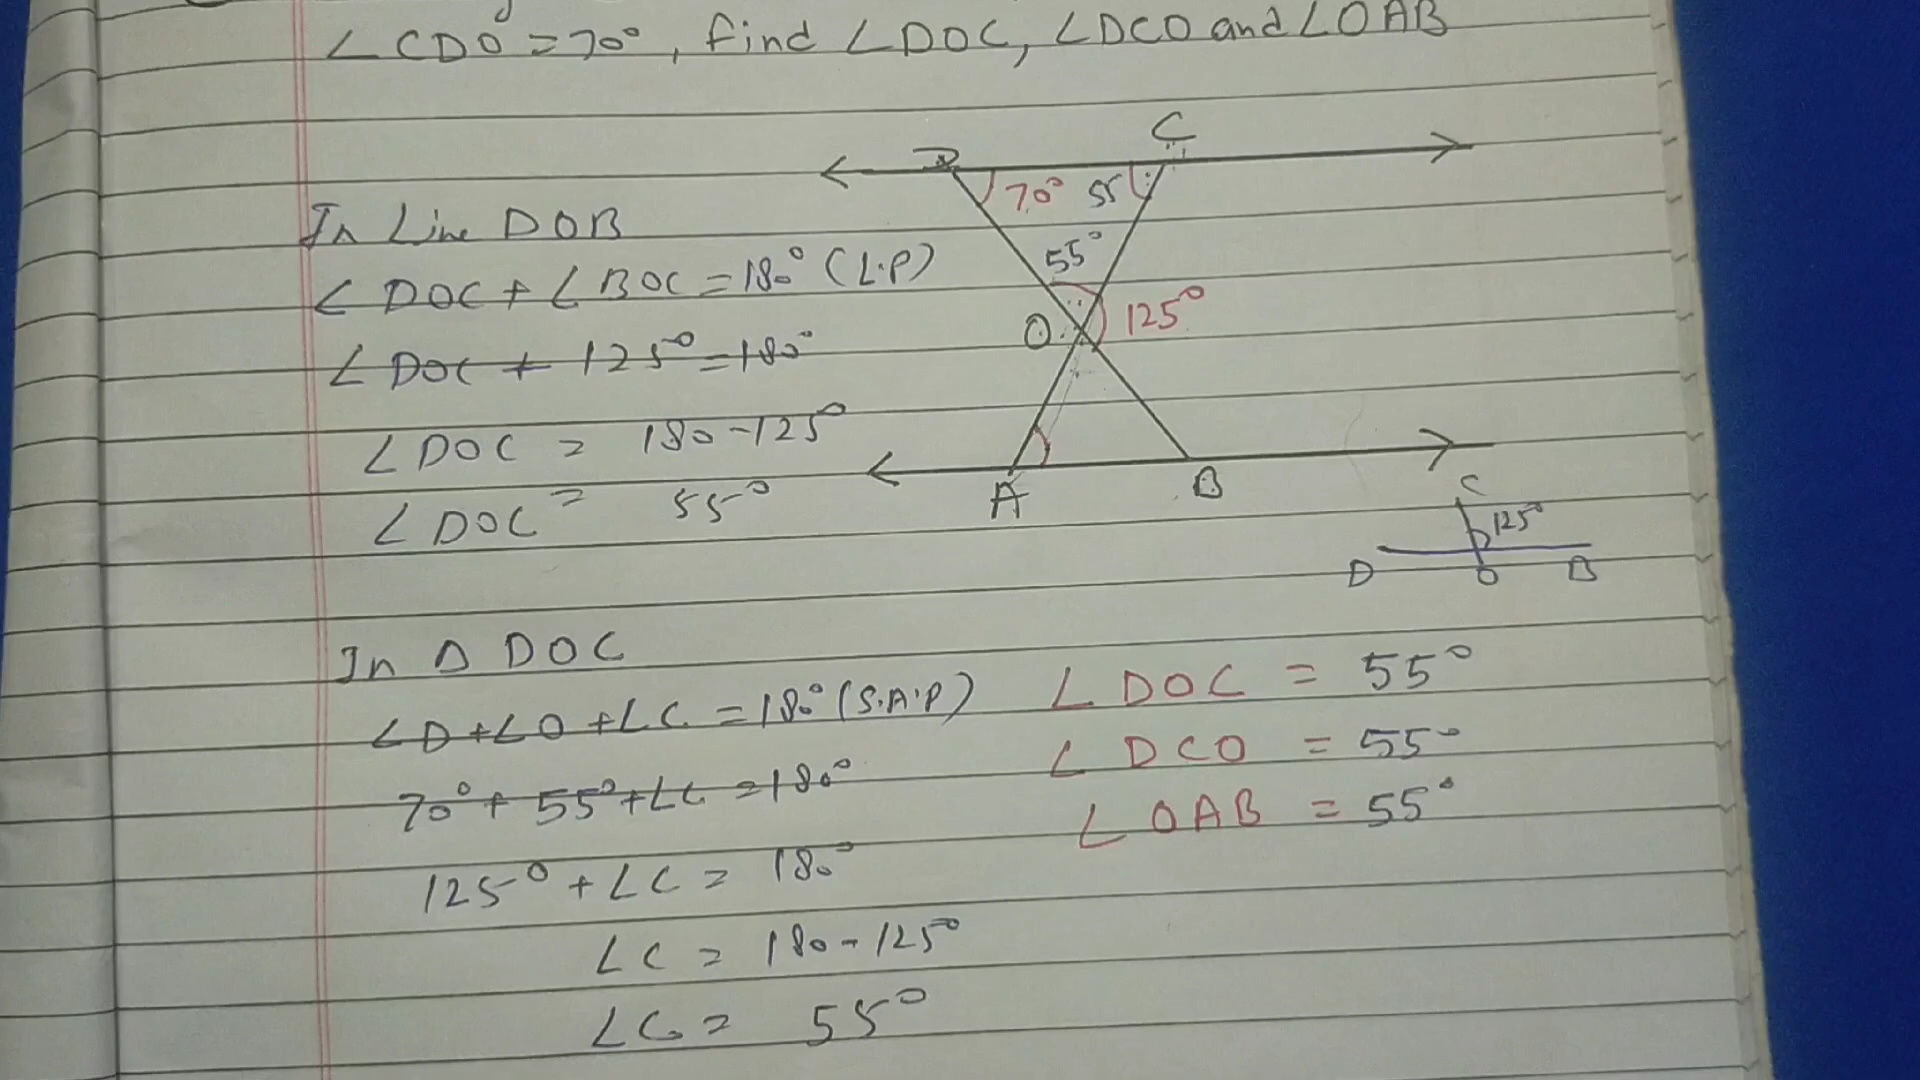 ∠CDO = 70°, find ∠DOC, ∠DCO and ∠OAB
D
C
70° 55
55°
O
125°
A
B
In Line DOB
∠DOC + ∠BOC = 180° (L.P)
∠DOC + 125° = 180°
∠DOC = 180 - 125°
∠DOC = 55°
C
125°
D
O
B
In Δ DOC
∠D + ∠O + ∠C = 180° (S.A.P)
70° + 55° + ∠C = 180°
125° + ∠C = 180°
∠C = 180 - 125°
∠C = 55°
∠DOC = 55°
∠DCO = 55°
∠OAB = 55°